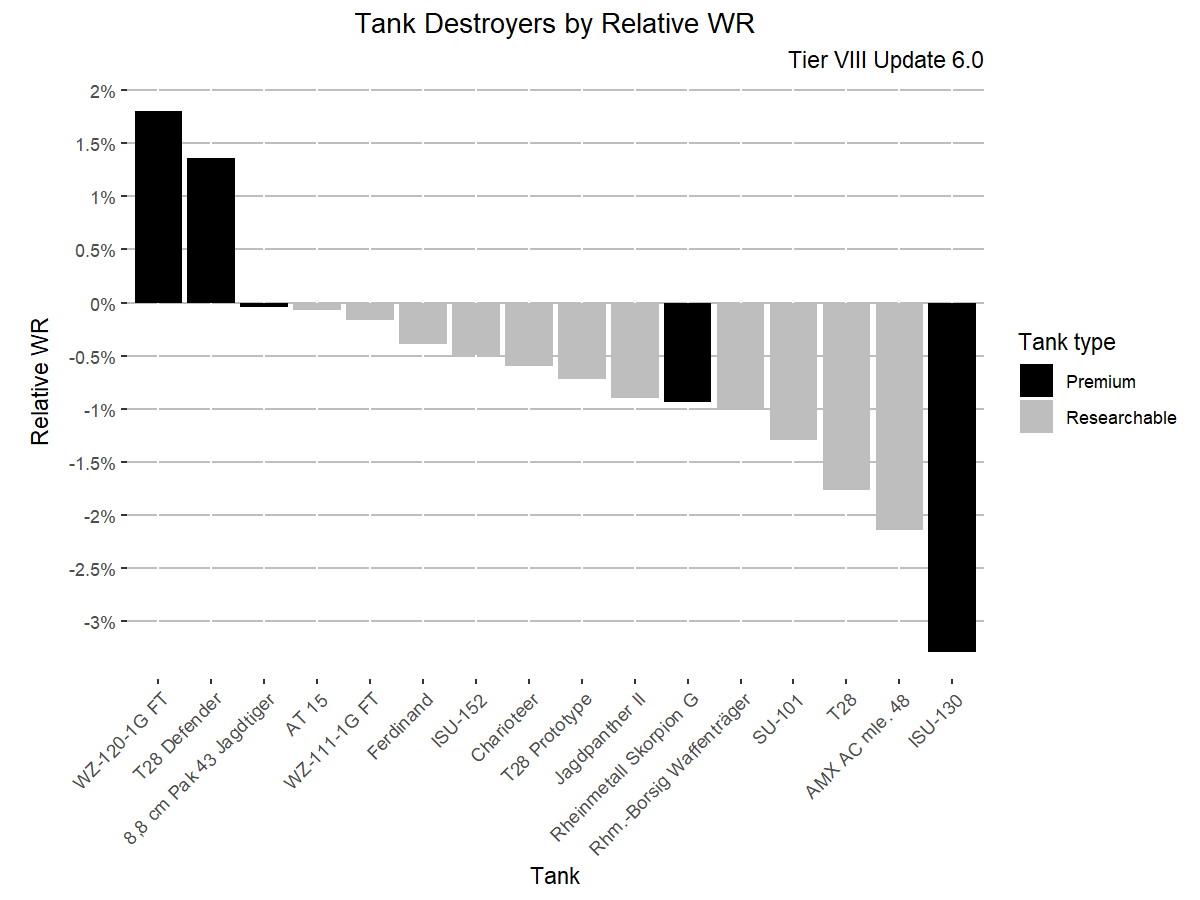 Tank Destroyers by Relative WR
Tier VIII Update 6.0
2%
1.5%
1%
0.5%
0%
-0.5%
-1%
-1.5%
-2%
-2.5%
-3%
Relative WR
WZ-120-1G FT
T28 Defender
8,8 cm Pak 43 Jagdtiger
AT 15
WZ-111-1G FT
Ferdinand
ISU-152
Charioteer
T28 Prototype
Jagdpanther II
Rheinmetall Skorpion G
Rhm.-Borsig Waffenträger
SU-101
T28
AMX AC mle. 48
ISU-130
Tank
Tank type
Premium
Researchable